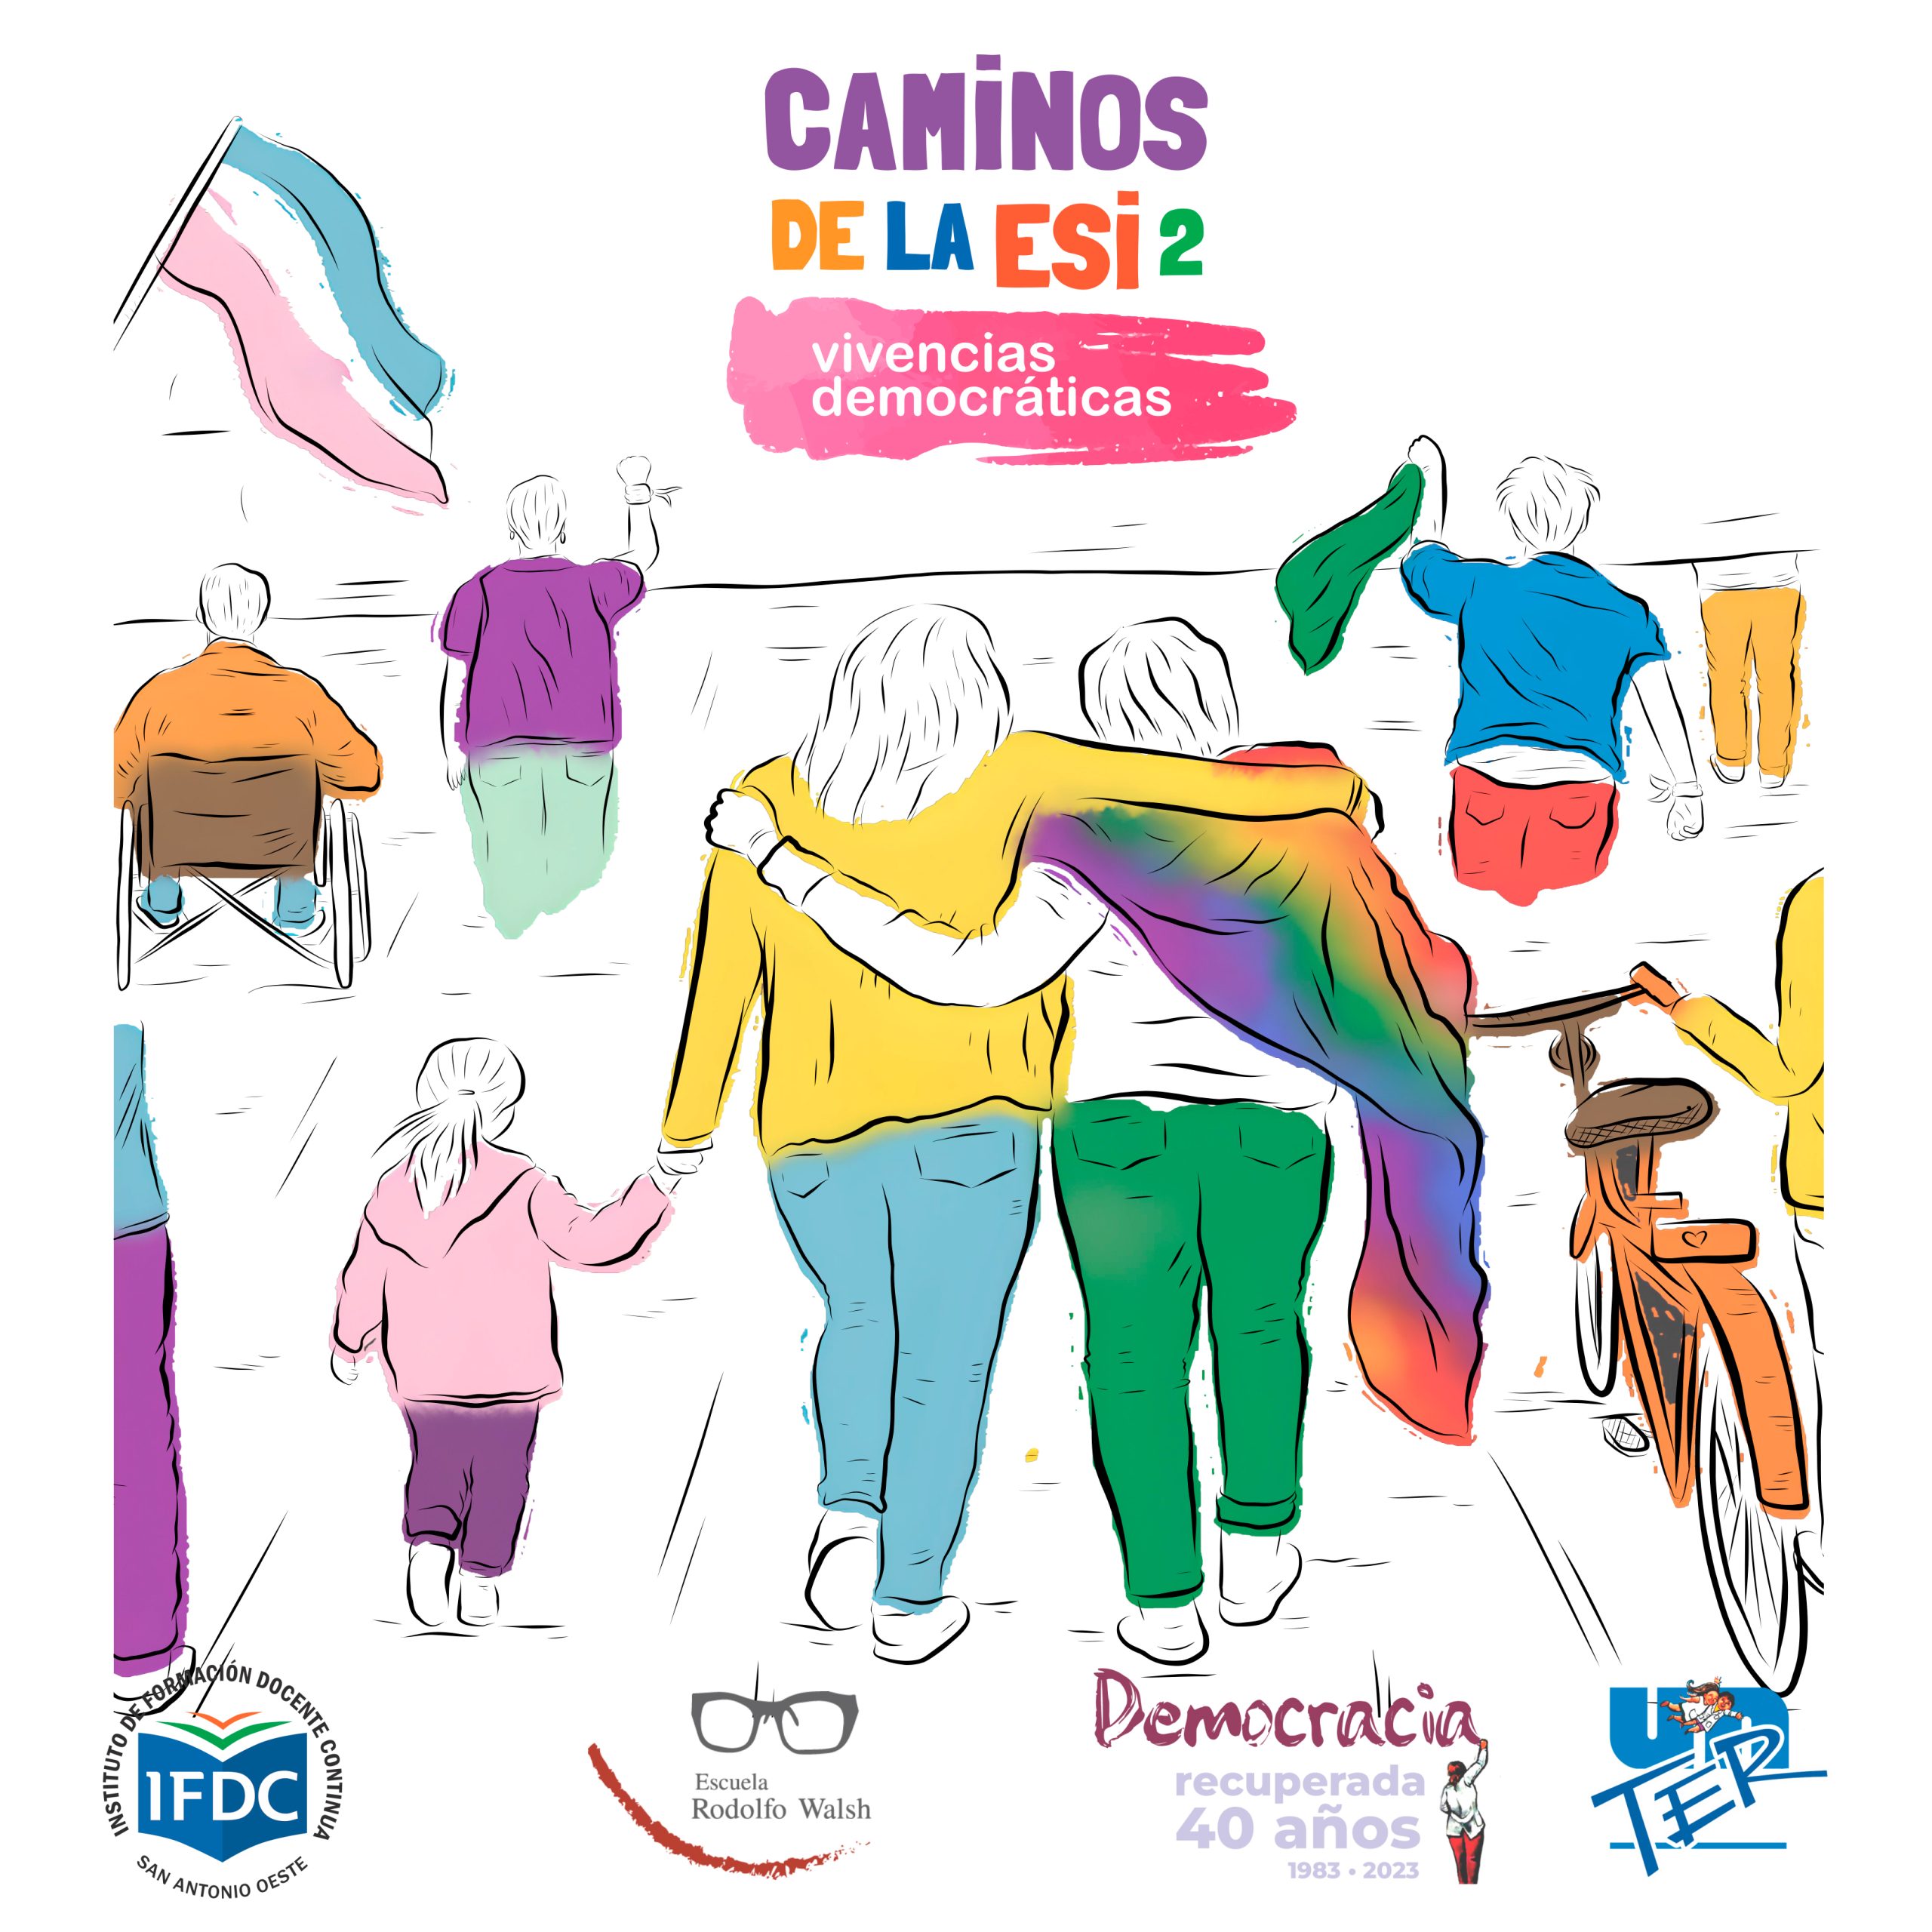 CAMINOS
DE LA ESI 2
vivencias
democráticas
INSTITUTO DE FORMACIÓN DOCENTE CONTINUA
IFDC
SAN ANTONIO OESTE
Escuela
Rodolfo Walsh
Democracia
recuperada
40 años
1983 • 2023
UnTER